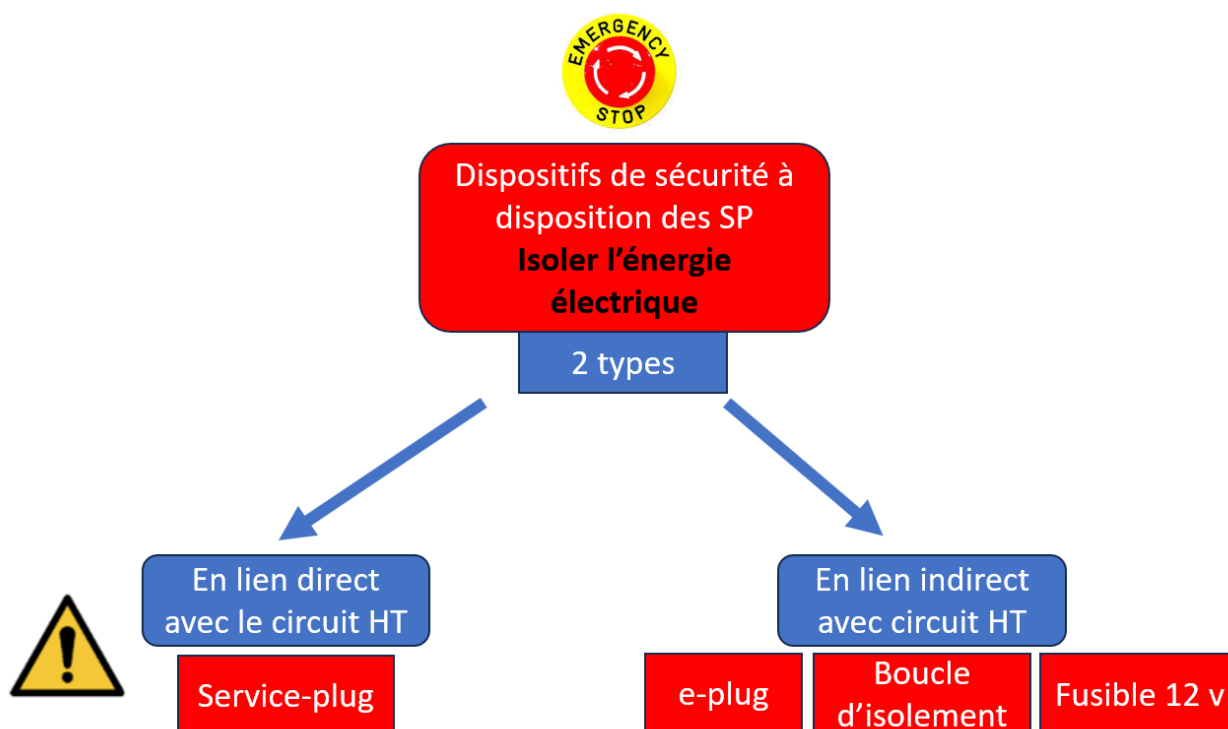 EMERGENCY
STOP
Dispositifs de sécurité à
disposition des SP
Isoler l'énergie
électrique
2 types
En lien direct
avec le circuit HT
Service-plug
En lien indirect
avec circuit HT
e-plug
Boucle
d'isolement
Fusible 12 v